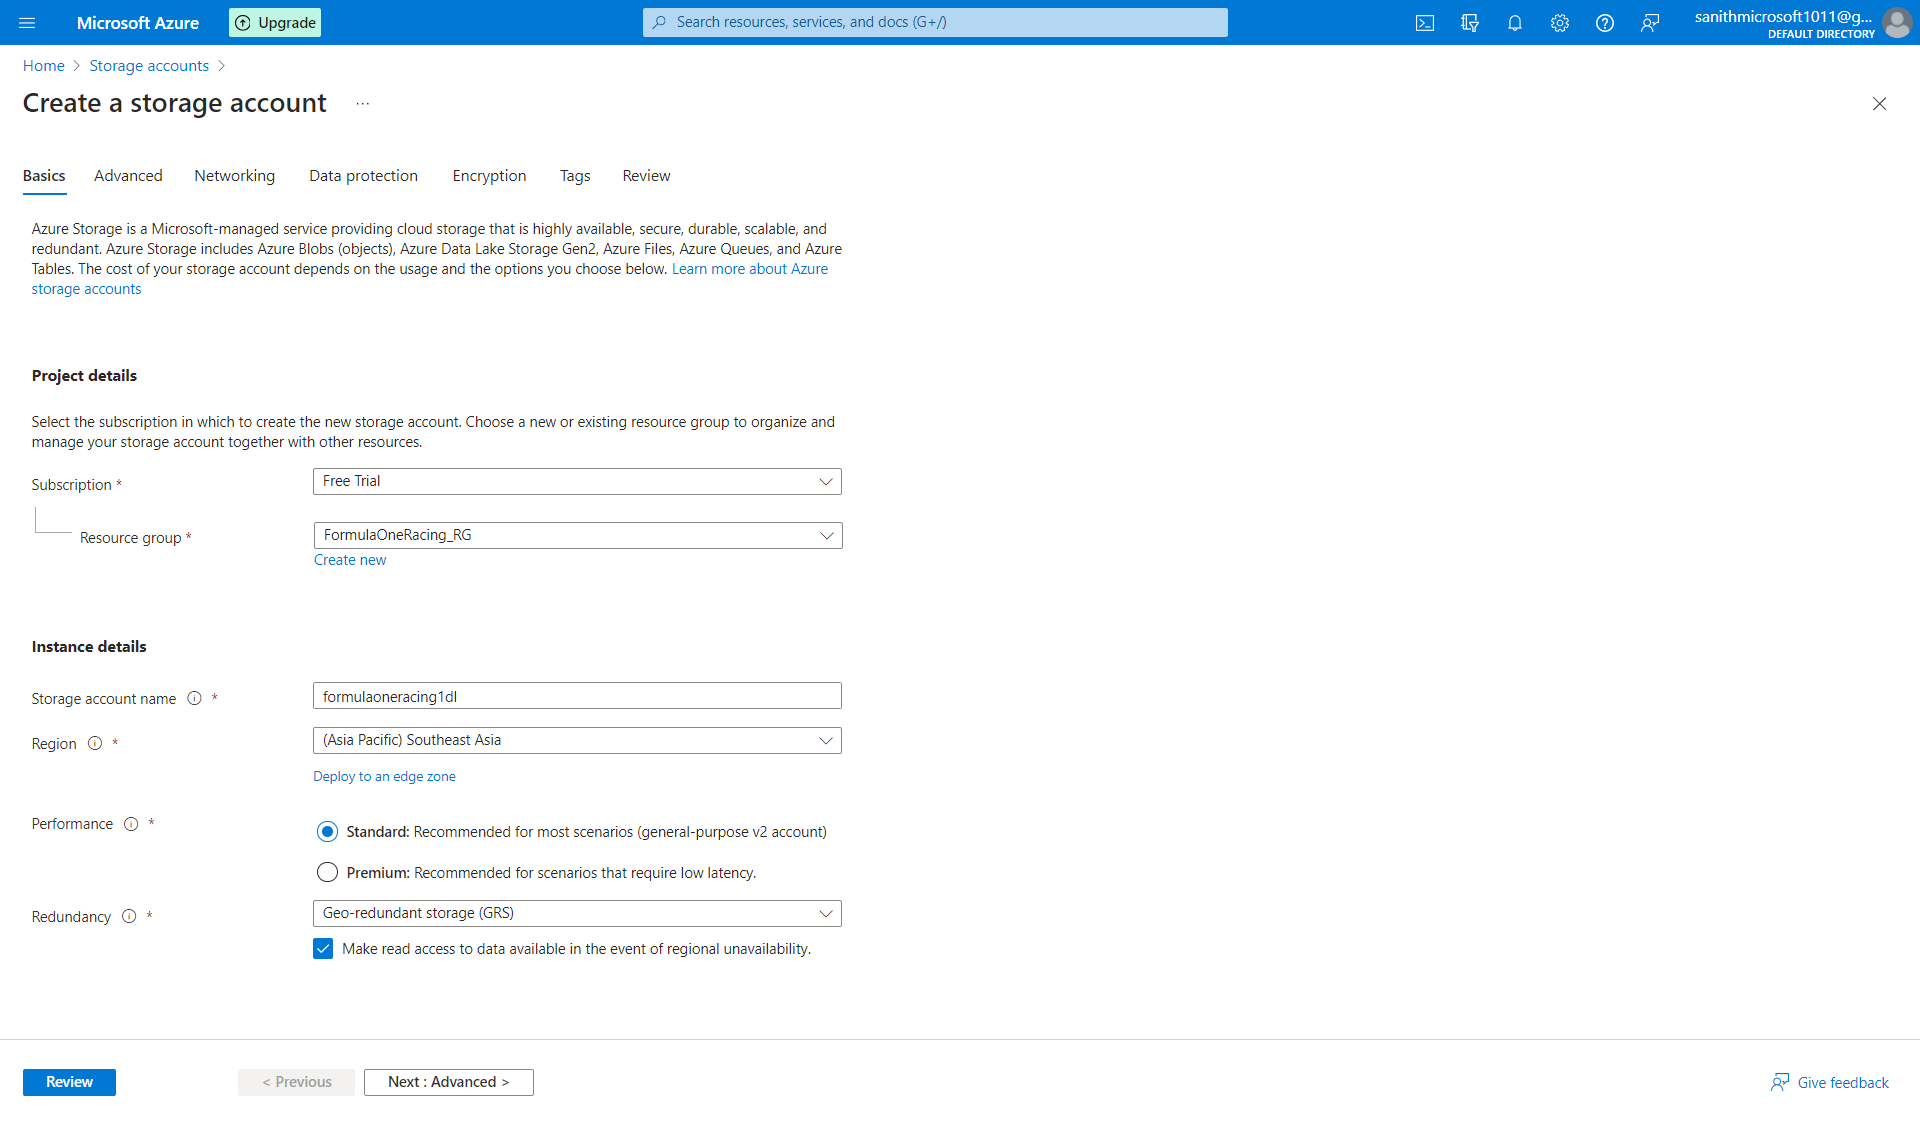 Microsoft Azure
Upgrade
Search resources, services, and docs (G+/)
sanithmicrosoft1011@g...
DEFAULT DIRECTORY
Home > Storage accounts >
Create a storage account ...
Basics Advanced Networking Data protection Encryption Tags Review
Azure Storage is a Microsoft-managed service providing cloud storage that is highly available, secure, durable, scalable, and
redundant. Azure Storage includes Azure Blobs (objects), Azure Data Lake Storage Gen2, Azure Files, Azure Queues, and Azure
Tables. The cost of your storage account depends on the usage and the options you choose below. Learn more about Azure
storage accounts
Project details
Select the subscription in which to create the new storage account. Choose a new or existing resource group to organize and
manage your storage account together with other resources.
Subscription *
Free Trial
Resource group *
FormulaOneRacing_RG
Create new
Instance details
Storage account name *
formulaoneracing1dl
Region *
(Asia Pacific) Southeast Asia
Deploy to an edge zone
Performance *
Standard: Recommended for most scenarios (general-purpose v2 account)
Premium: Recommended for scenarios that require low latency.
Redundancy *
Geo-redundant storage (GRS)
Make read access to data available in the event of regional unavailability.
Review
< Previous
Next : Advanced >
Give feedback